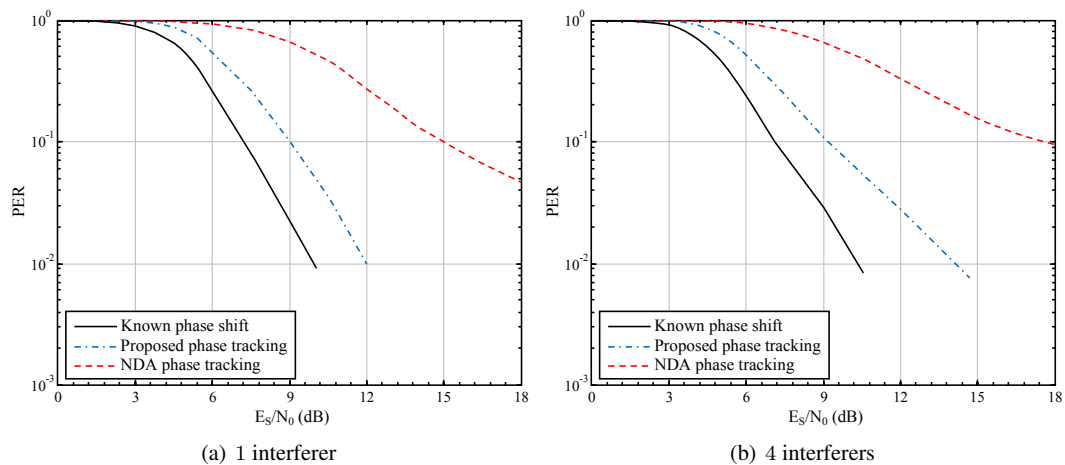 PER
10^0
10^-1
10^-2
10^-3
Known phase shift
Proposed phase tracking
NDA phase tracking
0 3 6 9 12 15 18
E_S/N_0 (dB)
(a) 1 interferer
PER
10^0
10^-1
10^-2
10^-3
Known phase shift
Proposed phase tracking
NDA phase tracking
0 3 6 9 12 15 18
E_S/N_0 (dB)
(b) 4 interferers